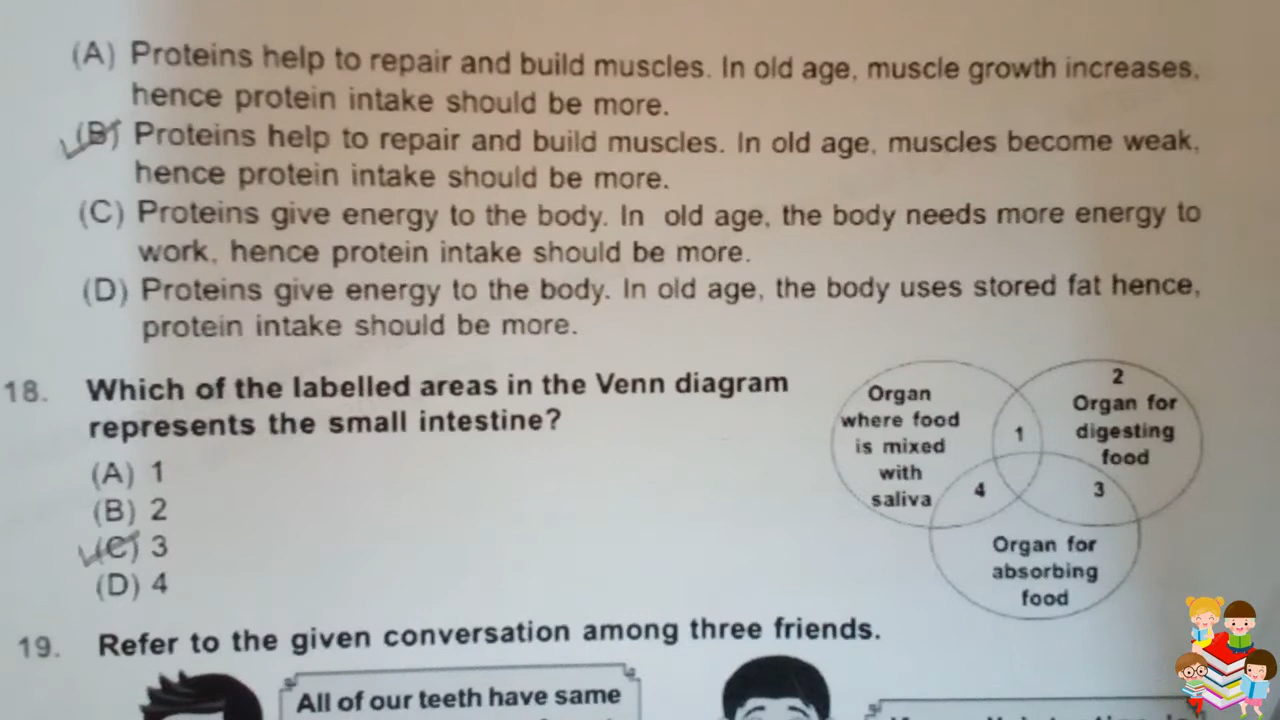 (A) Proteins help to repair and build muscles. In old age, muscle growth increases,
hence protein intake should be more.
(B) Proteins help to repair and build muscles. In old age, muscles become weak,
hence protein intake should be more.
(C) Proteins give energy to the body. In old age, the body needs more energy to
work, hence protein intake should be more.
(D) Proteins give energy to the body. In old age, the body uses stored fat hence,
protein intake should be more.
18. Which of the labelled areas in the Venn diagram
represents the small intestine?
(A) 1
(B) 2
(C) 3
(D) 4
Organ
where food
is mixed
with
saliva
1
2
Organ for
digesting
food
4
3
Organ for
absorbing
food
19. Refer to the given conversation among three friends.
All of our teeth have same